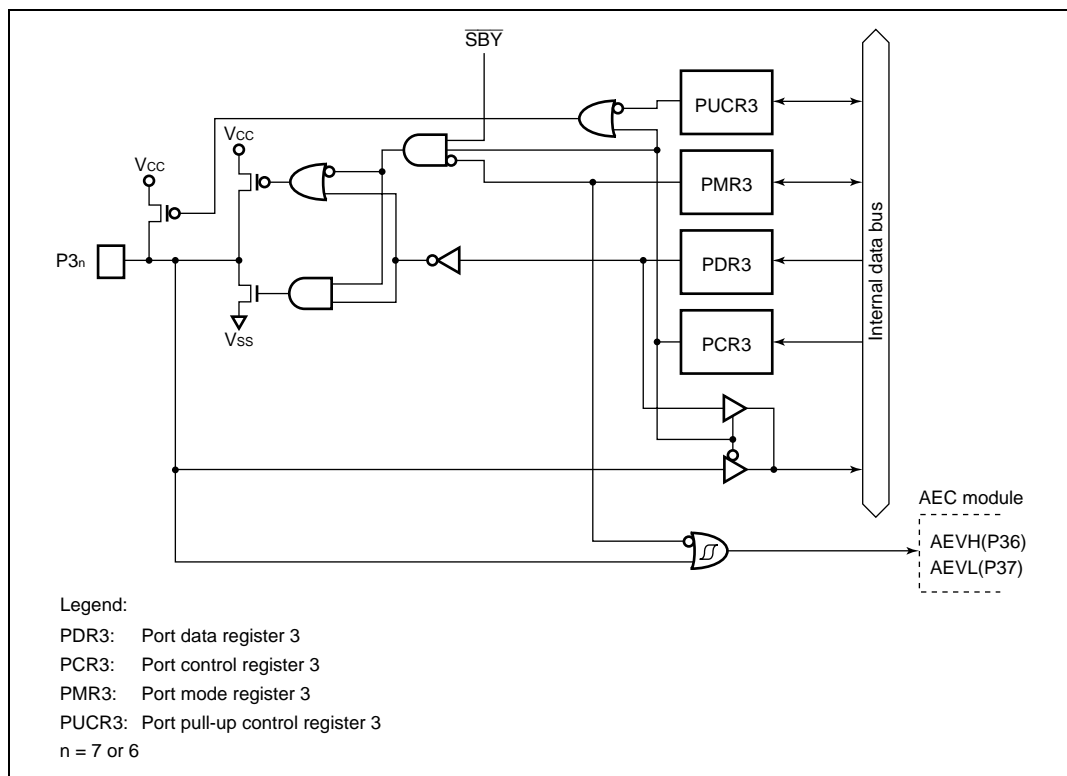 SBY
PUCR3
VCC
VCC
PMR3
P3n
PDR3
VSS
PCR3
Internal data bus
AEC module
AEVH(P36)
AEVL(P37)
Legend:
PDR3: Port data register 3
PCR3: Port control register 3
PMR3: Port mode register 3
PUCR3: Port pull-up control register 3
n = 7 or 6